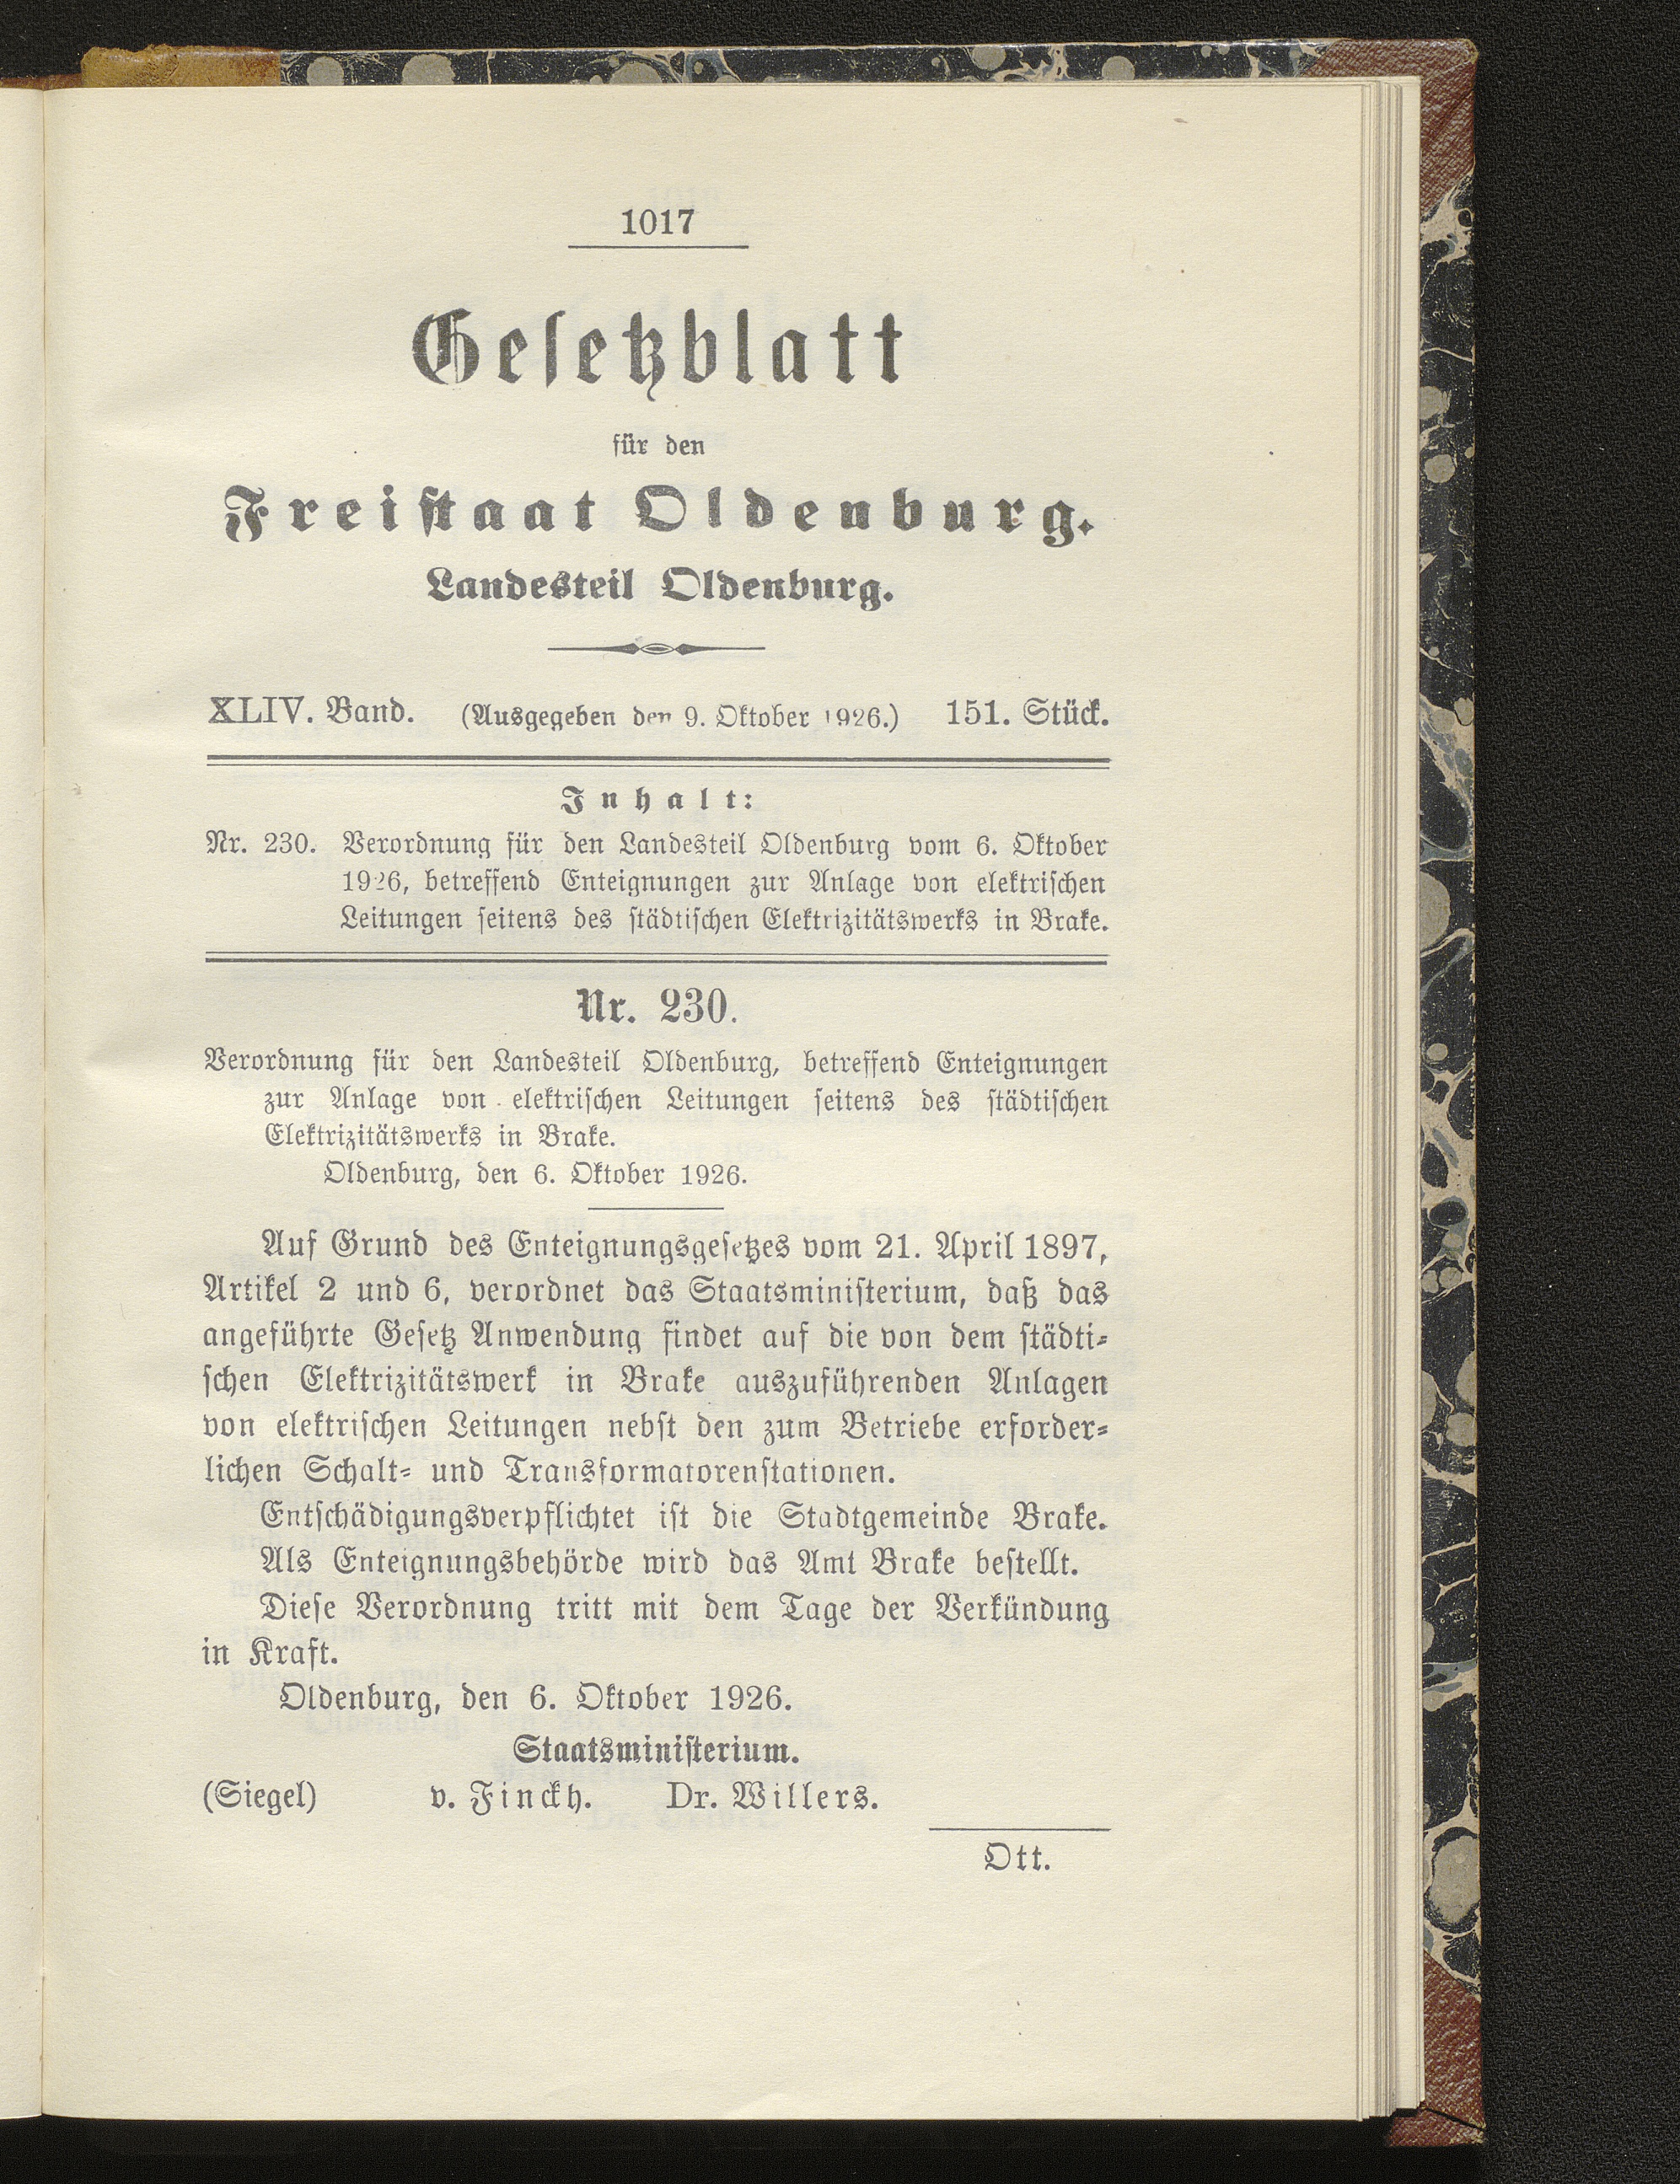 1017
Gesetzblatt
für den
Freistaat Oldenburg.
Landesteil Oldenburg.
XLIV. Band. (Ausgegeben den 9. Oktober 1926.) 151. Stück.
Inhalt:
Nr. 230. Verordnung für den Landesteil Oldenburg vom 6. Oktober
1926, betreffend Enteignungen zur Anlage von elektrischen
Leitungen seitens des städtischen Elektrizitätswerks in Brake.
Nr. 230.
Verordnung für den Landesteil Oldenburg, betreffend Enteignungen
zur Anlage von elektrischen Leitungen seitens des städtischen
Elektrizitätswerks in Brake.
Oldenburg, den 6. Oktober 1926.
Auf Grund des Enteignungsgesetzes vom 21. April 1897,
Artikel 2 und 6, verordnet das Staatsministerium, daß das
angeführte Gesetz Anwendung findet auf die von dem städti-
schen Elektrizitätswerk in Brake auszuführenden Anlagen
von elektrischen Leitungen nebst den zum Betriebe erforder-
lichen Schalt- und Transformatorenstationen.
Entschädigungsverpflichtet ist die Stadtgemeinde Brake.
Als Enteignungsbehörde wird das Amt Brake bestellt.
Diese Verordnung tritt mit dem Tage der Verkündung
in Kraft.
Oldenburg, den 6. Oktober 1926.
Staatsministerium.
(Siegel) v. Finckh. Dr. Willers.
Ott.